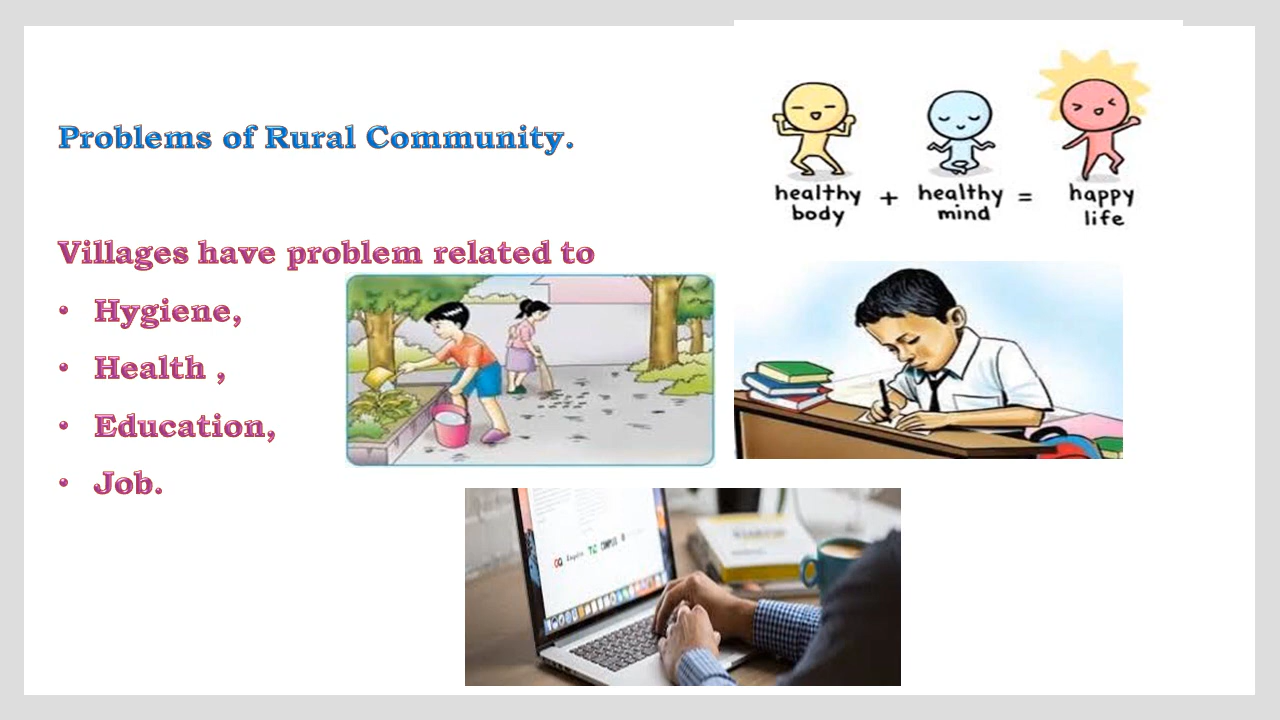 Problems of Rural Community.
Villages have problem related to
• Hygiene,
• Health ,
• Education,
• Job.
healthy body + healthy mind = happy life